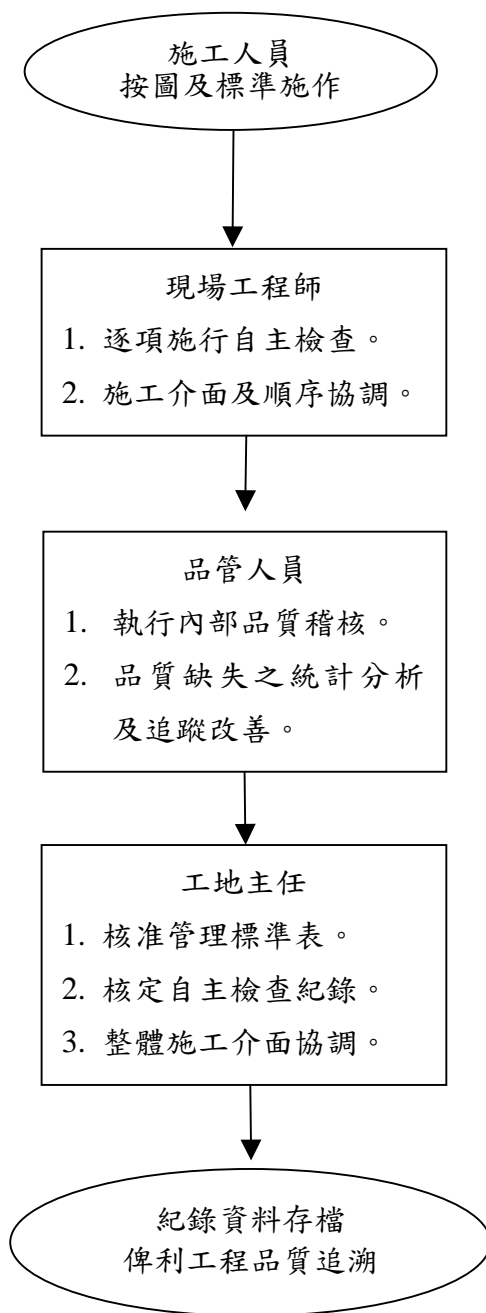 施工人員
按圖及標準施作
現場工程師
1. 逐項施行自主檢查。
2. 施工介面及順序協調。
品管人員
1. 執行內部品質稽核。
2. 品質缺失之統計分析
及追蹤改善。
工地主任
1. 核准管理標準表。
2. 核定自主檢查紀錄。
3. 整體施工介面協調。
紀錄資料存檔
俾利工程品質追溯